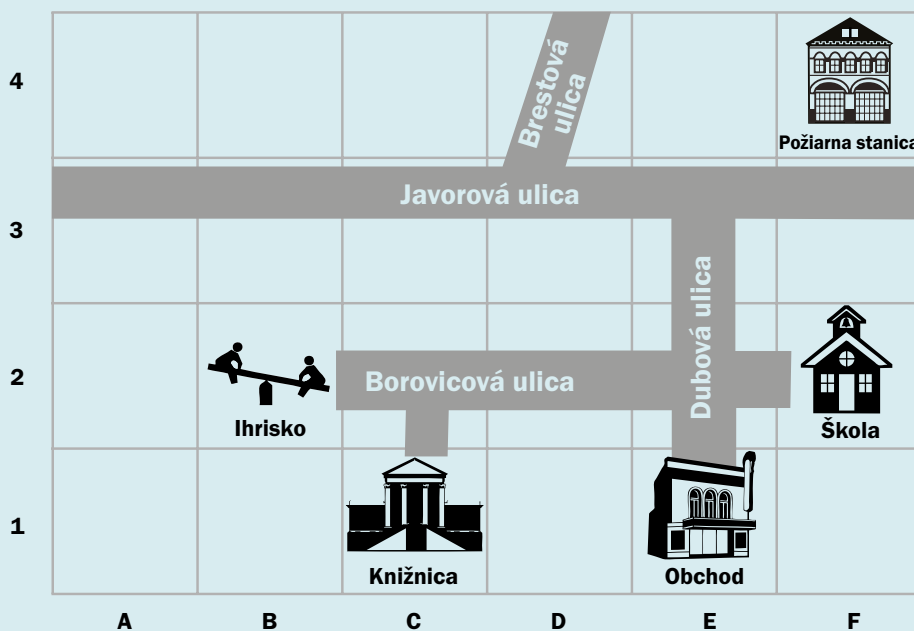 4
Brestová
ulica
Požiarna stanica
Javorová ulica
3
Dubová ulica
2
Borovicová ulica
Ihrisko
Škola
1
Knižnica
Obchod
A B C D E F